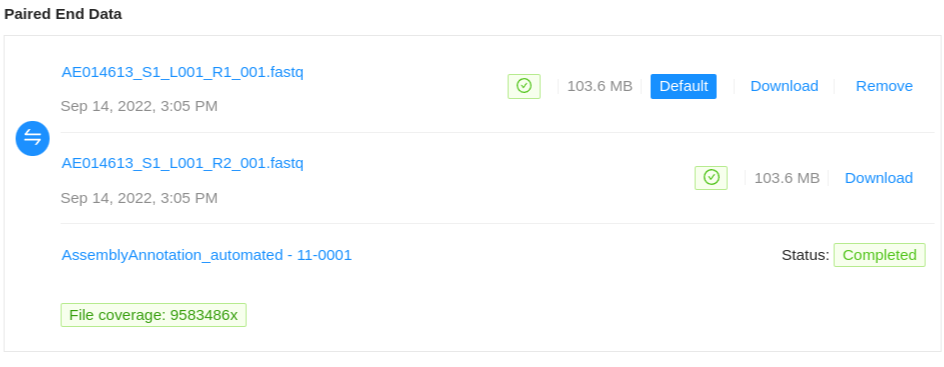 Paired End Data
AE014613_S1_L001_R1_001.fastq
103.6 MB
Default
Download
Remove
Sep 14, 2022, 3:05 PM
AE014613_S1_L001_R2_001.fastq
103.6 MB
Download
Sep 14, 2022, 3:05 PM
AssemblyAnnotation_automated - 11-0001
Status: Completed
File coverage: 9583486x